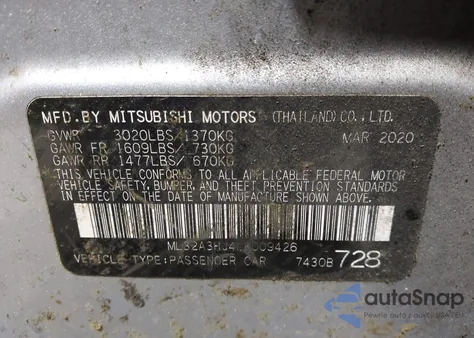 MFD.BY MITSUBISHI MOTORS (THAILAND) CO., LTD.
GVWR 3020LBS/1370KG MAR 2020
GAWR FR 1609LBS/ 730KG
GAWR RR 1477LBS/ 670KG
THIS VEHICLE CONFORMS TO ALL APPLICABLE FEDERAL MOTOR
VEHICLE SAFETY, BUMPER, AND THEFT PREVENTION STANDARDS
IN EFFECT ON THE DATE OF MANUFACTURE SHOWN ABOVE.
VEHICLE TYPE:PASSENGER CAR 7430B 728
autoSnap